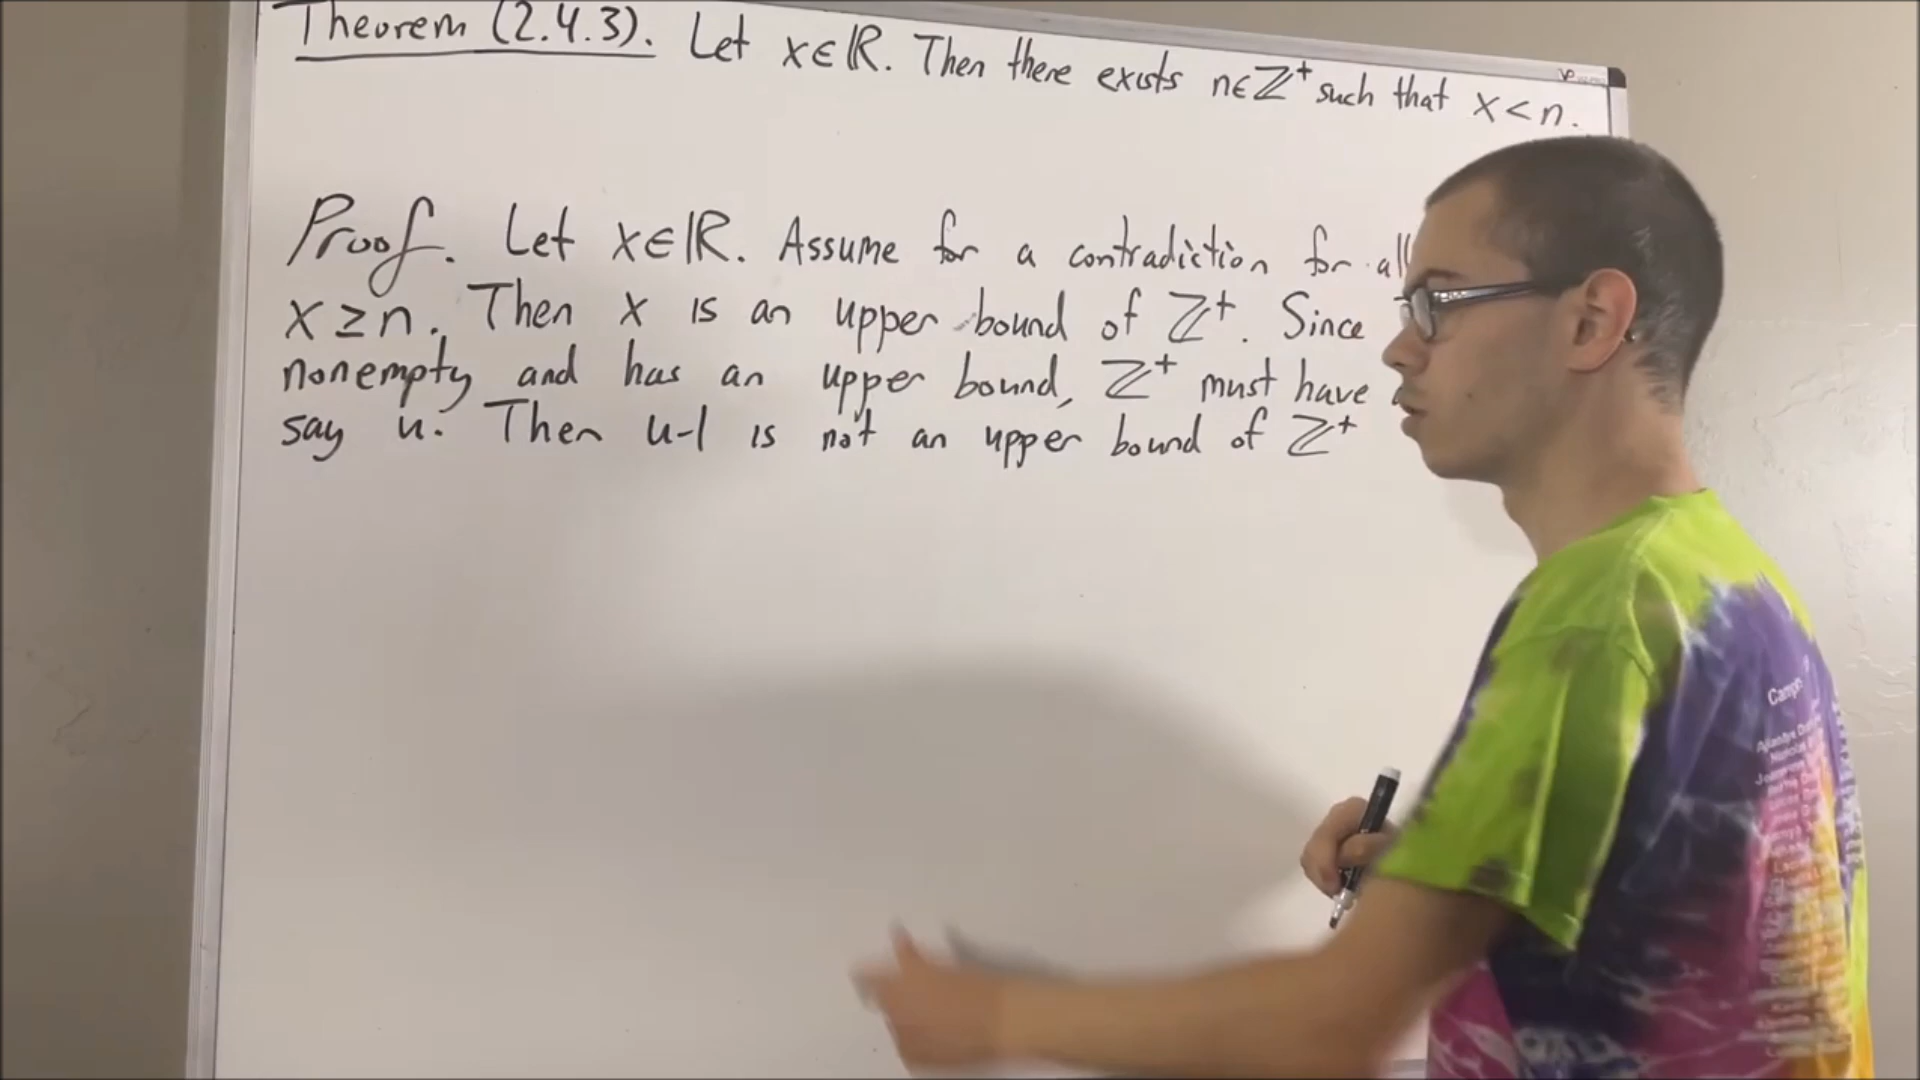 Theorem (2.4.3). Let x∈ℝ. Then there exists n∈ℤ⁺ such that x<n.
Proof. Let x∈ℝ. Assume for a contradiction for all
x≥n. Then x is an upper bound of ℤ⁺. Since
nonempty and has an upper bound, ℤ⁺ must have
say u. Then u-1 is not an upper bound of ℤ⁺